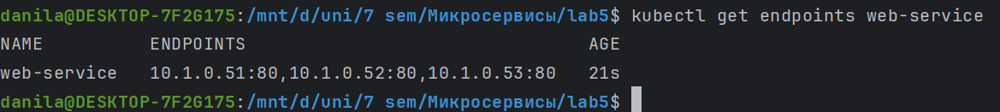 danila@DESKTOP-7F2G175:/mnt/d/uni/7 sem/Микросервисы/lab5$ kubectl get endpoints web-service
NAME          ENDPOINTS                                   AGE
web-service   10.1.0.51:80,10.1.0.52:80,10.1.0.53:80   21s
danila@DESKTOP-7F2G175:/mnt/d/uni/7 sem/Микросервисы/lab5$